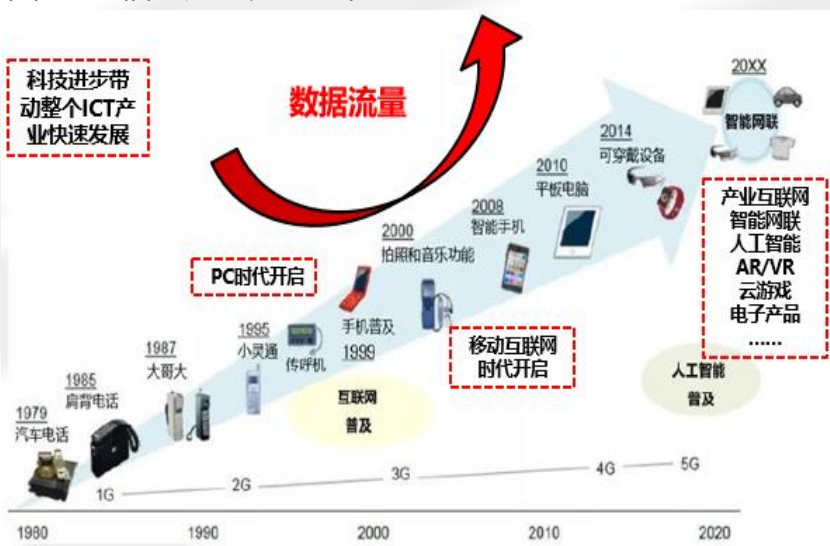 科技进步带
动整个ICT产
业快速发展
数据流量
20XX
智能网联
2014
可穿戴设备
2010
平板电脑
2008
智能手机
2000
拍照和音乐功能
产业互联网
智能网联
人工智能
AR/VR
云游戏
电子产品
……
PC时代开启
手机普及
1999
移动互联网
时代开启
1995
小灵通
传呼机
1987
大哥大
1985
肩背电话
1979
汽车电话
互联网
普及
人工智能
普及
1G
2G
3G
4G
5G
1980
1990
2000
2010
2020